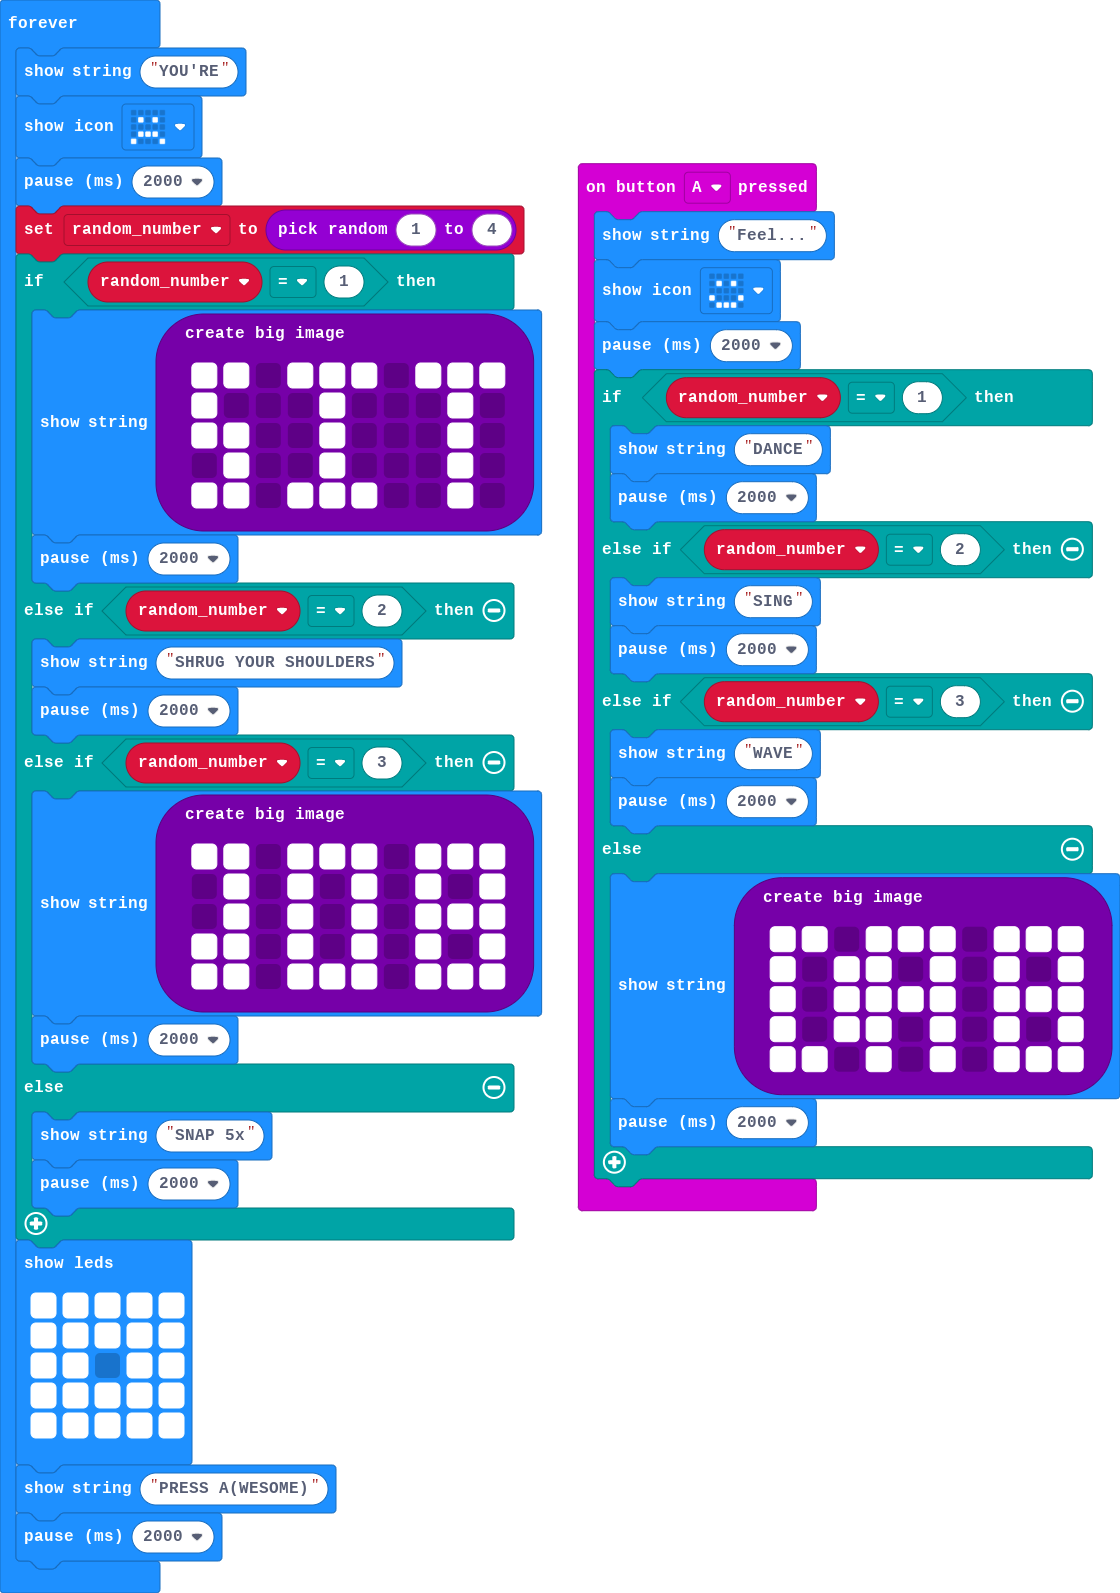 forever
show string "YOU'RE"
show icon
pause (ms) 2000
set random_number to pick random 1 to 4
if random_number = 1 then
create big image
show string
pause (ms) 2000
else if random_number = 2 then
show string "SHRUG YOUR SHOULDERS"
pause (ms) 2000
else if random_number = 3 then
create big image
show string
pause (ms) 2000
else
show string "SNAP 5x"
pause (ms) 2000
show leds
show string "PRESS A(WESOME)"
pause (ms) 2000
on button A pressed
show string "Feel..."
show icon
pause (ms) 2000
if random_number = 1 then
show string "DANCE"
pause (ms) 2000
else if random_number = 2 then
show string "SING"
pause (ms) 2000
else if random_number = 3 then
show string "WAVE"
pause (ms) 2000
else
create big image
show string
pause (ms) 2000